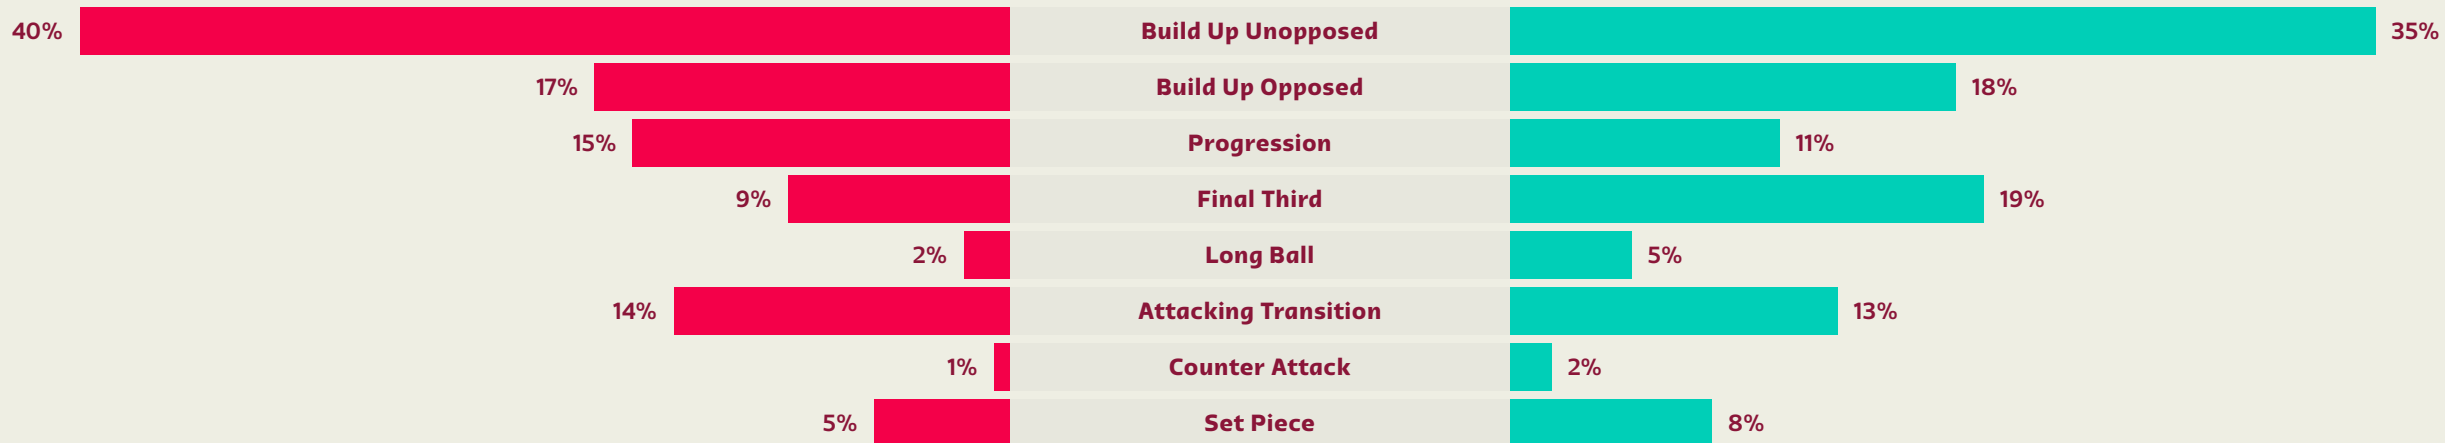 40% Build Up Unopposed 35%
17% Build Up Opposed 18%
15% Progression 11%
9% Final Third 19%
2% Long Ball 5%
14% Attacking Transition 13%
1% Counter Attack 2%
5% Set Piece 8%